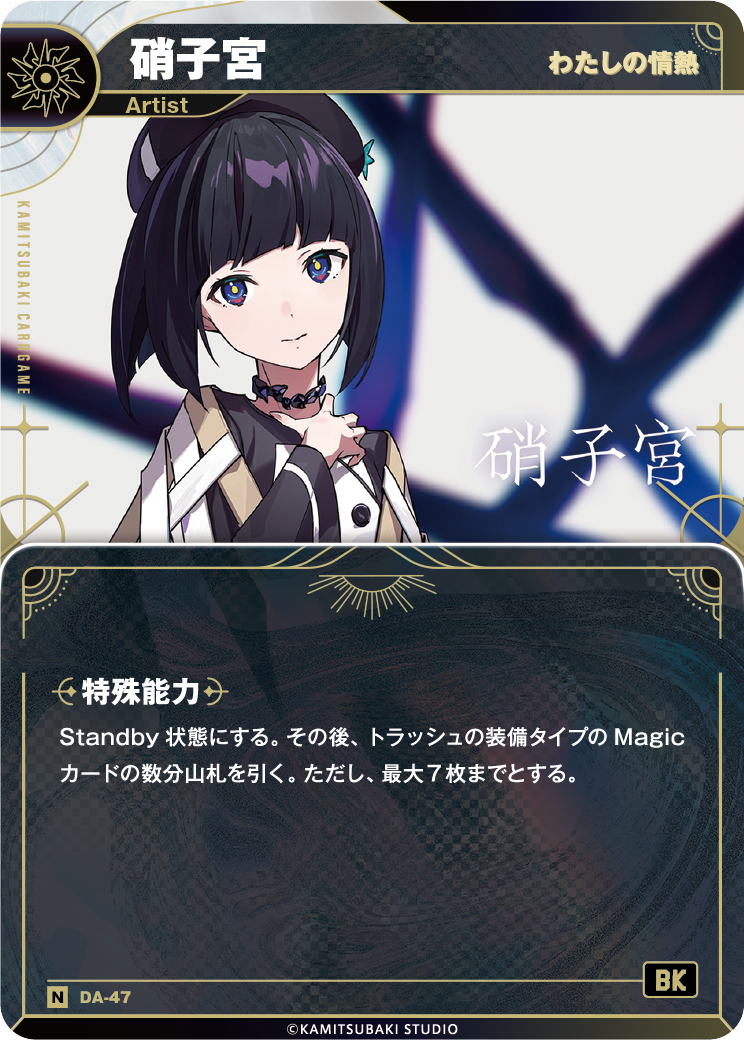 硝子宮
わたしの情熱
Artist
KAMITSUBAKI CARD GAME
硝子宮
特殊能力
Standby 状態にする。その後、トラッシュの装備タイプの Magic
カードの数分山札を引く。ただし、最大7枚までとする。
BK
N DA-47
©KAMITSUBAKI STUDIO